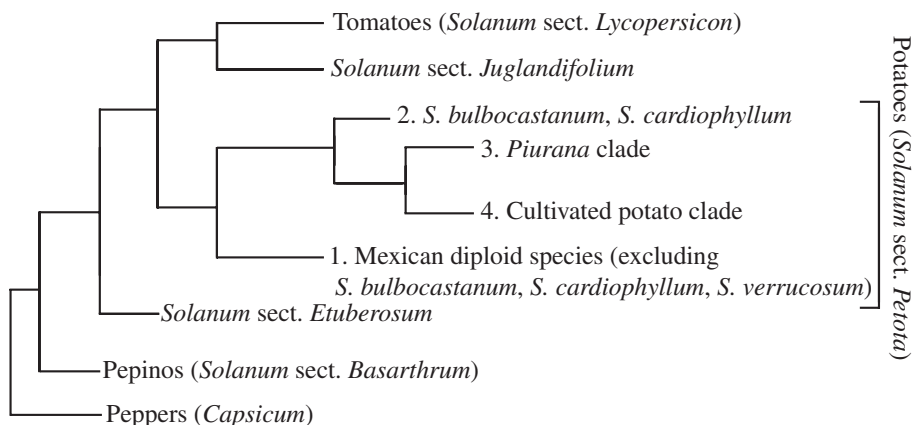 Tomatoes (Solanum sect. Lycopersicon)
Solanum sect. Juglandifolium
2. S. bulbocastanum, S. cardiophyllum
3. Piurana clade
4. Cultivated potato clade
1. Mexican diploid species (excluding
S. bulbocastanum, S. cardiophyllum, S. verrucosum)
Solanum sect. Etuberosum
Pepinos (Solanum sect. Basarthrum)
Peppers (Capsicum)
Potatoes (Solanum sect. Petota)